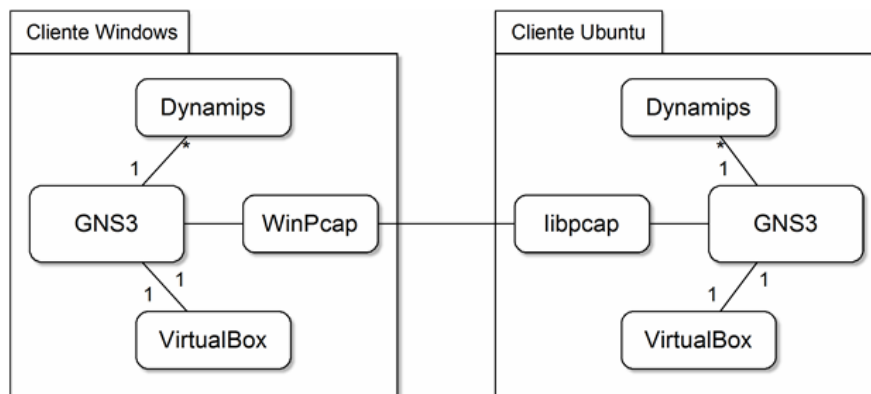 Cliente Windows
Dynamips
*
1
GNS3
WinPcap
1
1
VirtualBox
Cliente Ubuntu
Dynamips
*
1
libpcap
GNS3
1
1
VirtualBox